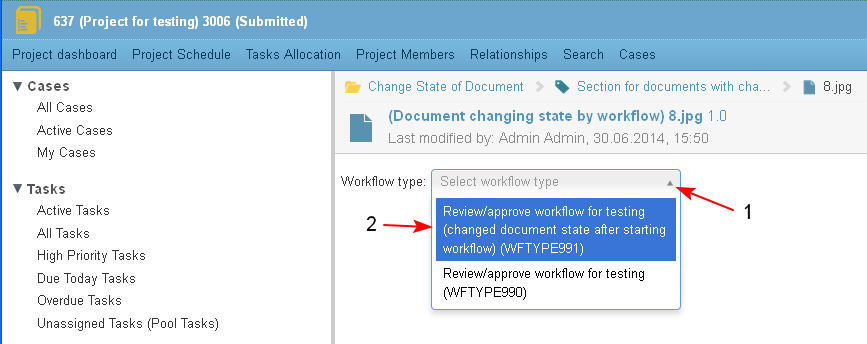 637 (Project for testing) 3006 (Submitted)
Project dashboard Project Schedule Tasks Allocation Project Members Relationships Search Cases
Cases
All Cases
Active Cases
My Cases
Tasks
Active Tasks
All Tasks
High Priority Tasks
Due Today Tasks
Overdue Tasks
Unassigned Tasks (Pool Tasks)
Change State of Document Section for documents with cha... 8.jpg
(Document changing state by workflow) 8.jpg 1.0
Last modified by: Admin Admin, 30.06.2014, 15:50
Workflow type: Select workflow type
1
2
Review/approve workflow for testing
(changed document state after starting
workflow) (WFTYPE991)
Review/approve workflow for testing
(WFTYPE990)